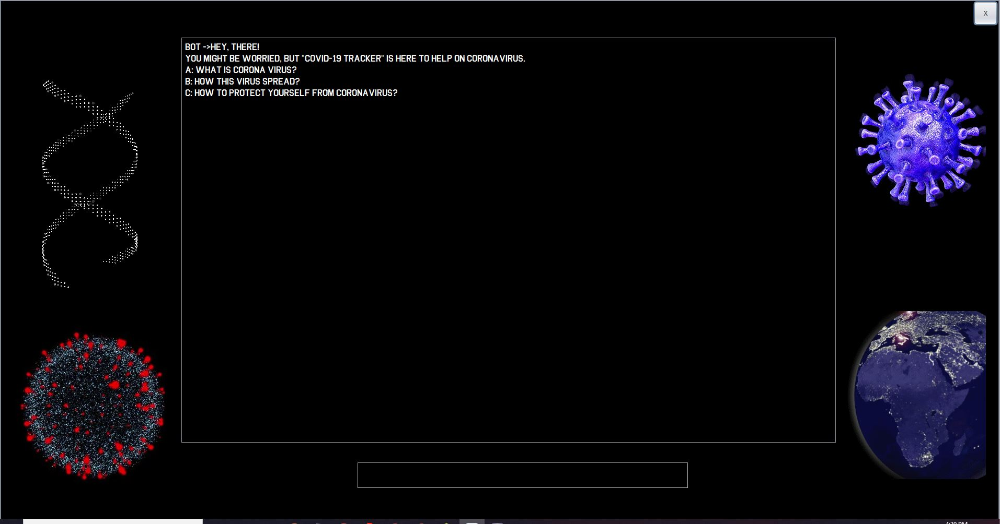 X
BOT ->HEY, THERE!
YOU MIGHT BE WORRIED, BUT "COVID-19 TRACKER" IS HERE TO HELP ON CORONAVIRUS.
A: WHAT IS CORONA VIRUS?
B: HOW THIS VIRUS SPREAD?
C: HOW TO PROTECT YOURSELF FROM CORONAVIRUS?